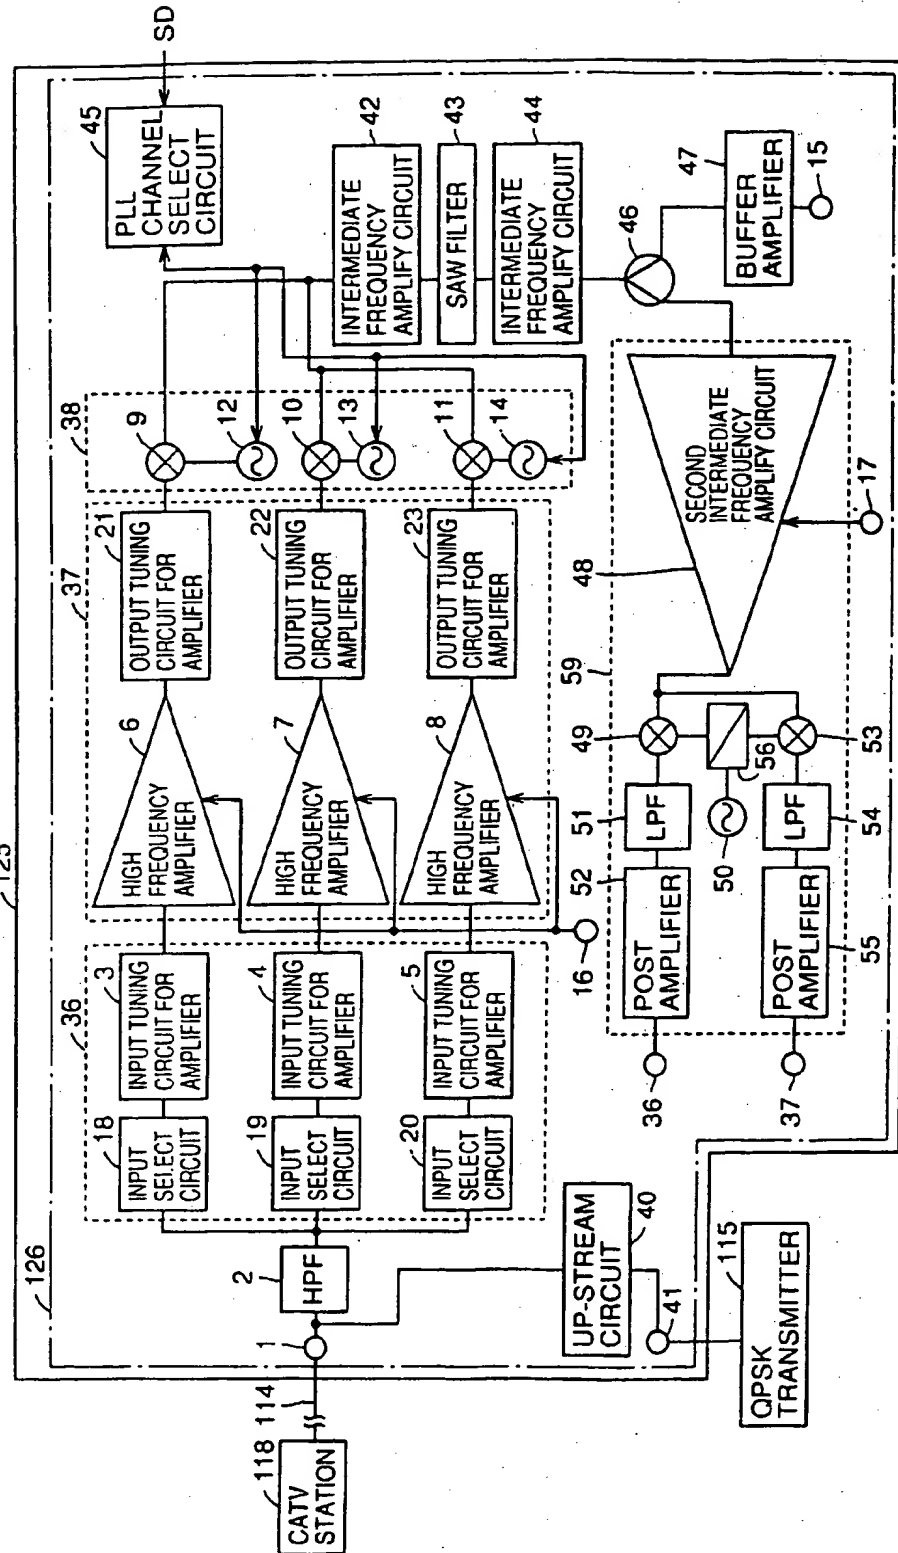 125
126
118
CATV
STATION
114
1
2
HPF
36
18
INPUT
SELECT
CIRCUIT
3
INPUT TUNING
CIRCUIT FOR
AMPLIFIER
19
INPUT
SELECT
CIRCUIT
4
INPUT TUNING
CIRCUIT FOR
AMPLIFIER
20
INPUT
SELECT
CIRCUIT
5
INPUT TUNING
CIRCUIT FOR
AMPLIFIER
37
6
HIGH
FREQUENCY
AMPLIFIER
21
OUTPUT TUNING
CIRCUIT FOR
AMPLIFIER
7
HIGH
FREQUENCY
AMPLIFIER
22
OUTPUT TUNING
CIRCUIT FOR
AMPLIFIER
8
HIGH
FREQUENCY
AMPLIFIER
23
OUTPUT TUNING
CIRCUIT FOR
AMPLIFIER
16
38
9
12
10
13
11
14
45
PLL
CHANNEL
SELECT
CIRCUIT
SD
42
INTERMEDIATE
FREQUENCY
AMPLIFY CIRCUIT
43
SAW FILTER
44
INTERMEDIATE
FREQUENCY
AMPLIFY CIRCUIT
46
47
BUFFER
AMPLIFIER
15
59
48
SECOND
INTERMEDIATE
FREQUENCY
AMPLIFY CIRCUIT
17
49
56
53
50
51
LPF
54
LPF
52
POST
AMPLIFIER
55
POST
AMPLIFIER
36
37
UP-STREAM
CIRCUIT
40
41
115
QPSK
TRANSMITTER